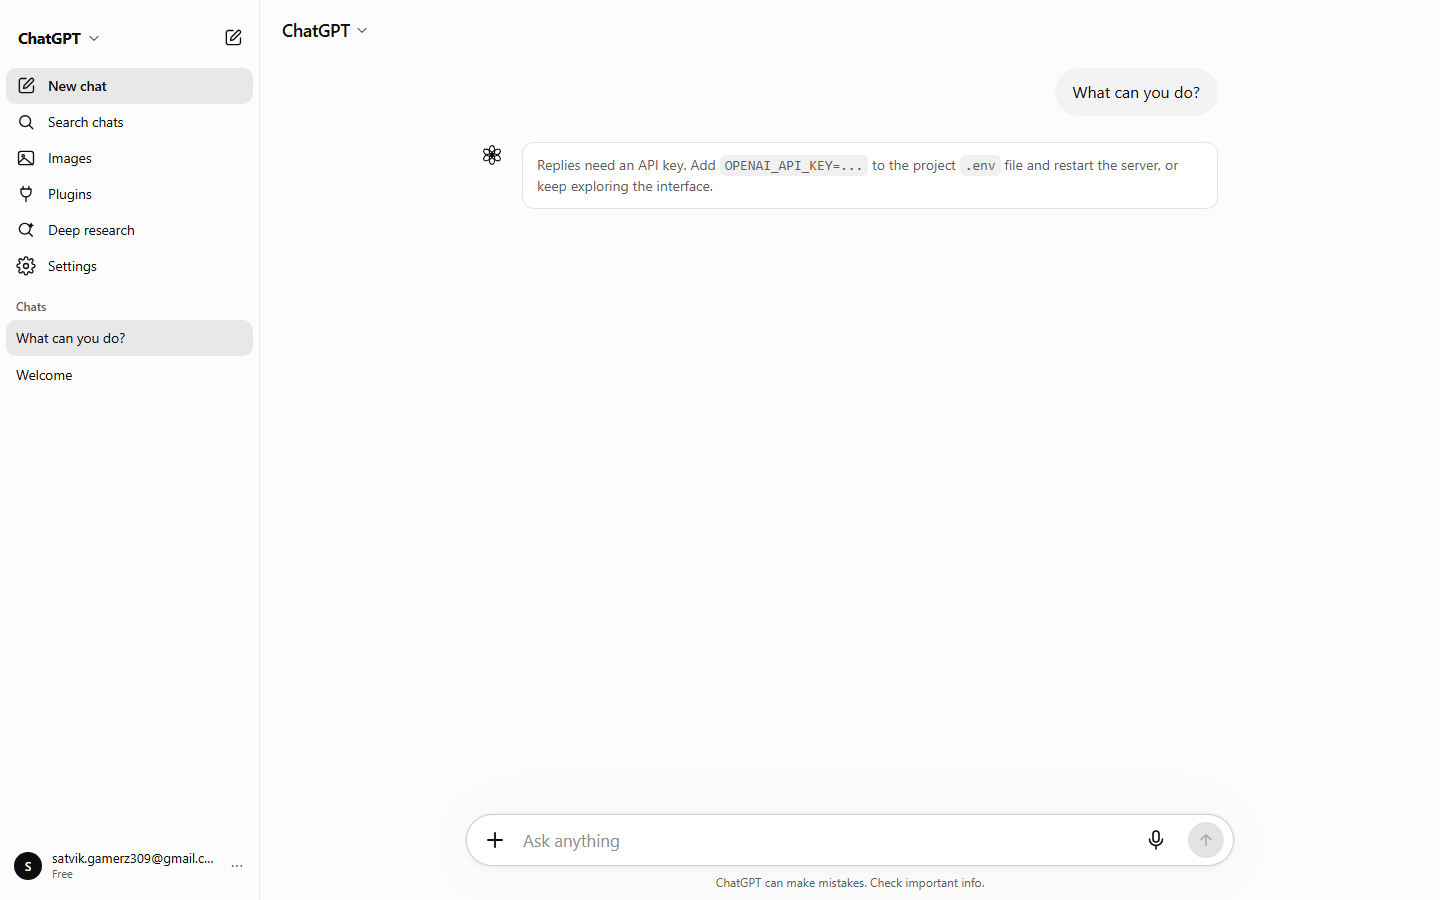 ChatGPT
New chat
Search chats
Images
Plugins
Deep research
Settings
Chats
What can you do?
Welcome
S
satvik.gamerz309@gmail.c...
Free
ChatGPT
What can you do?
Replies need an API key. Add OPENAI_API_KEY=... to the project .env file and restart the server, or
keep exploring the interface.
Ask anything
ChatGPT can make mistakes. Check important info.